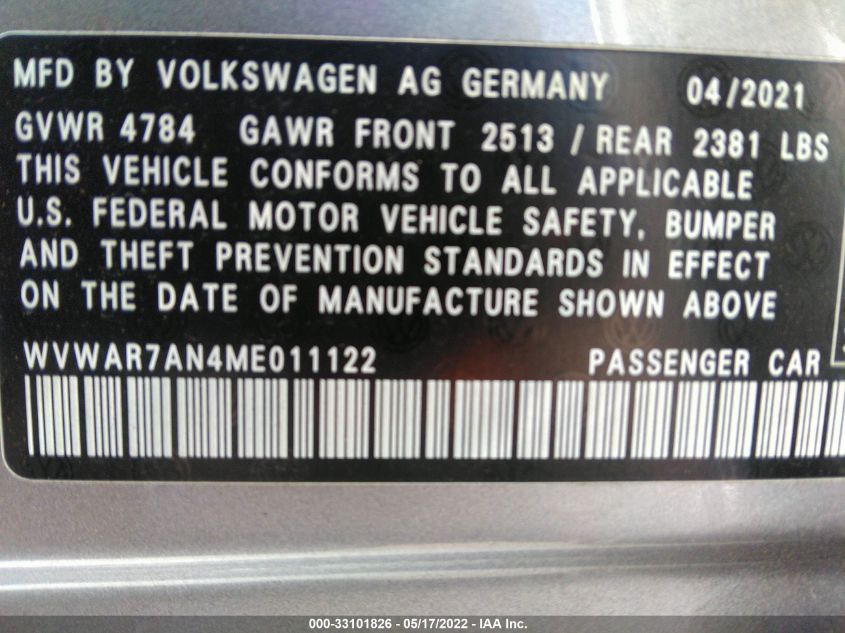 MFD BY VOLKSWAGEN AG GERMANY 04/2021
GVWR 4784 GAWR FRONT 2513 / REAR 2381 LBS
THIS VEHICLE CONFORMS TO ALL APPLICABLE
U.S. FEDERAL MOTOR VEHICLE SAFETY, BUMPER
AND THEFT PREVENTION STANDARDS IN EFFECT
ON THE DATE OF MANUFACTURE SHOWN ABOVE
WVWAR7AN4ME011122 PASSENGER CAR
000-33101826 - 05/17/2022 - IAA Inc.